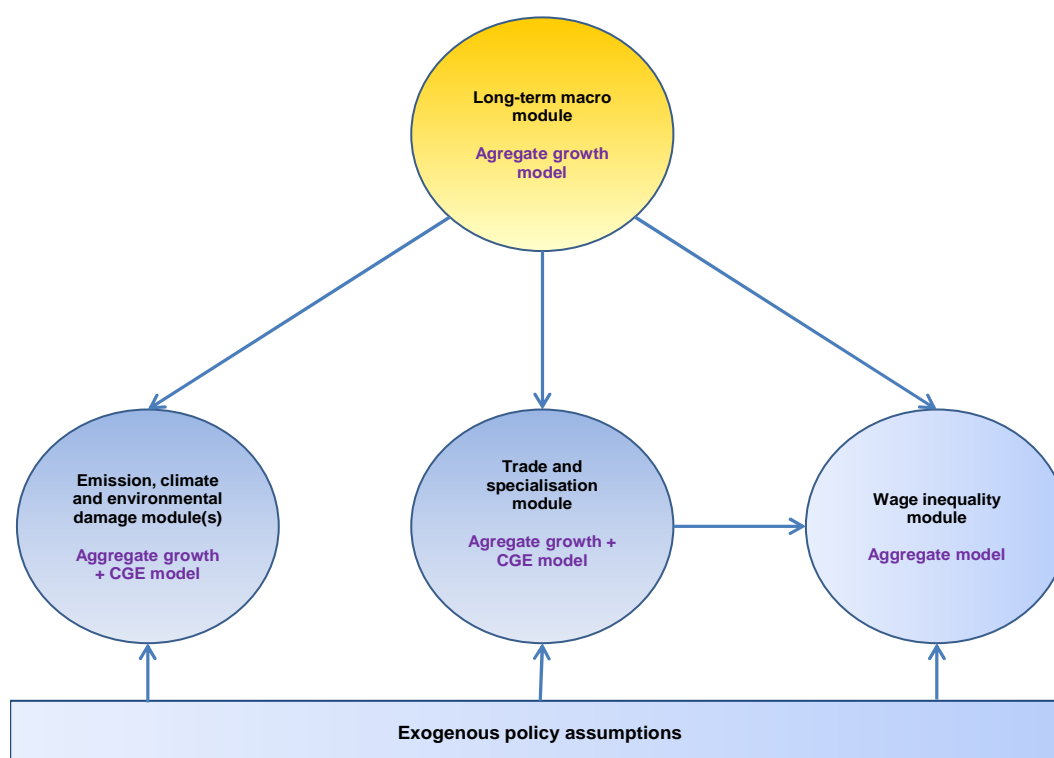 Long-term macro
module
Agregate growth
model
Emission, climate
and environmental
damage module(s)
Aggregate growth
+ CGE model
Trade and
specialisation
module
Agregate growth +
CGE model
Wage inequality
module
Aggregate model
Exogenous policy assumptions